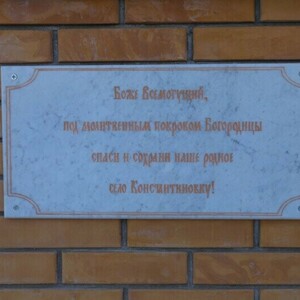 Боже Всемогущий,
под молитвенным покровом Богородицы
спаси и сохрани наше родное
село Константиновку!